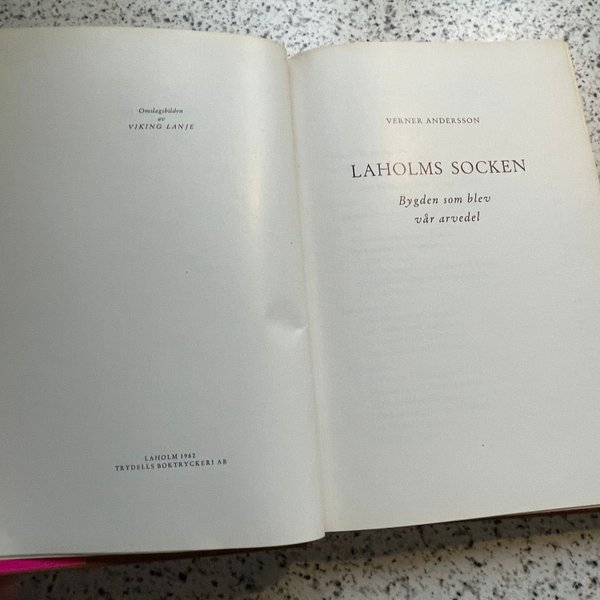 Omslagsbilden
av
VIKING LANJE
LAHOLM 1962
TRYDELLS BOKTRYCKERI AB
VERNER ANDERSSON
LAHOLMS SOCKEN
Bygden som blev
vår arvedel